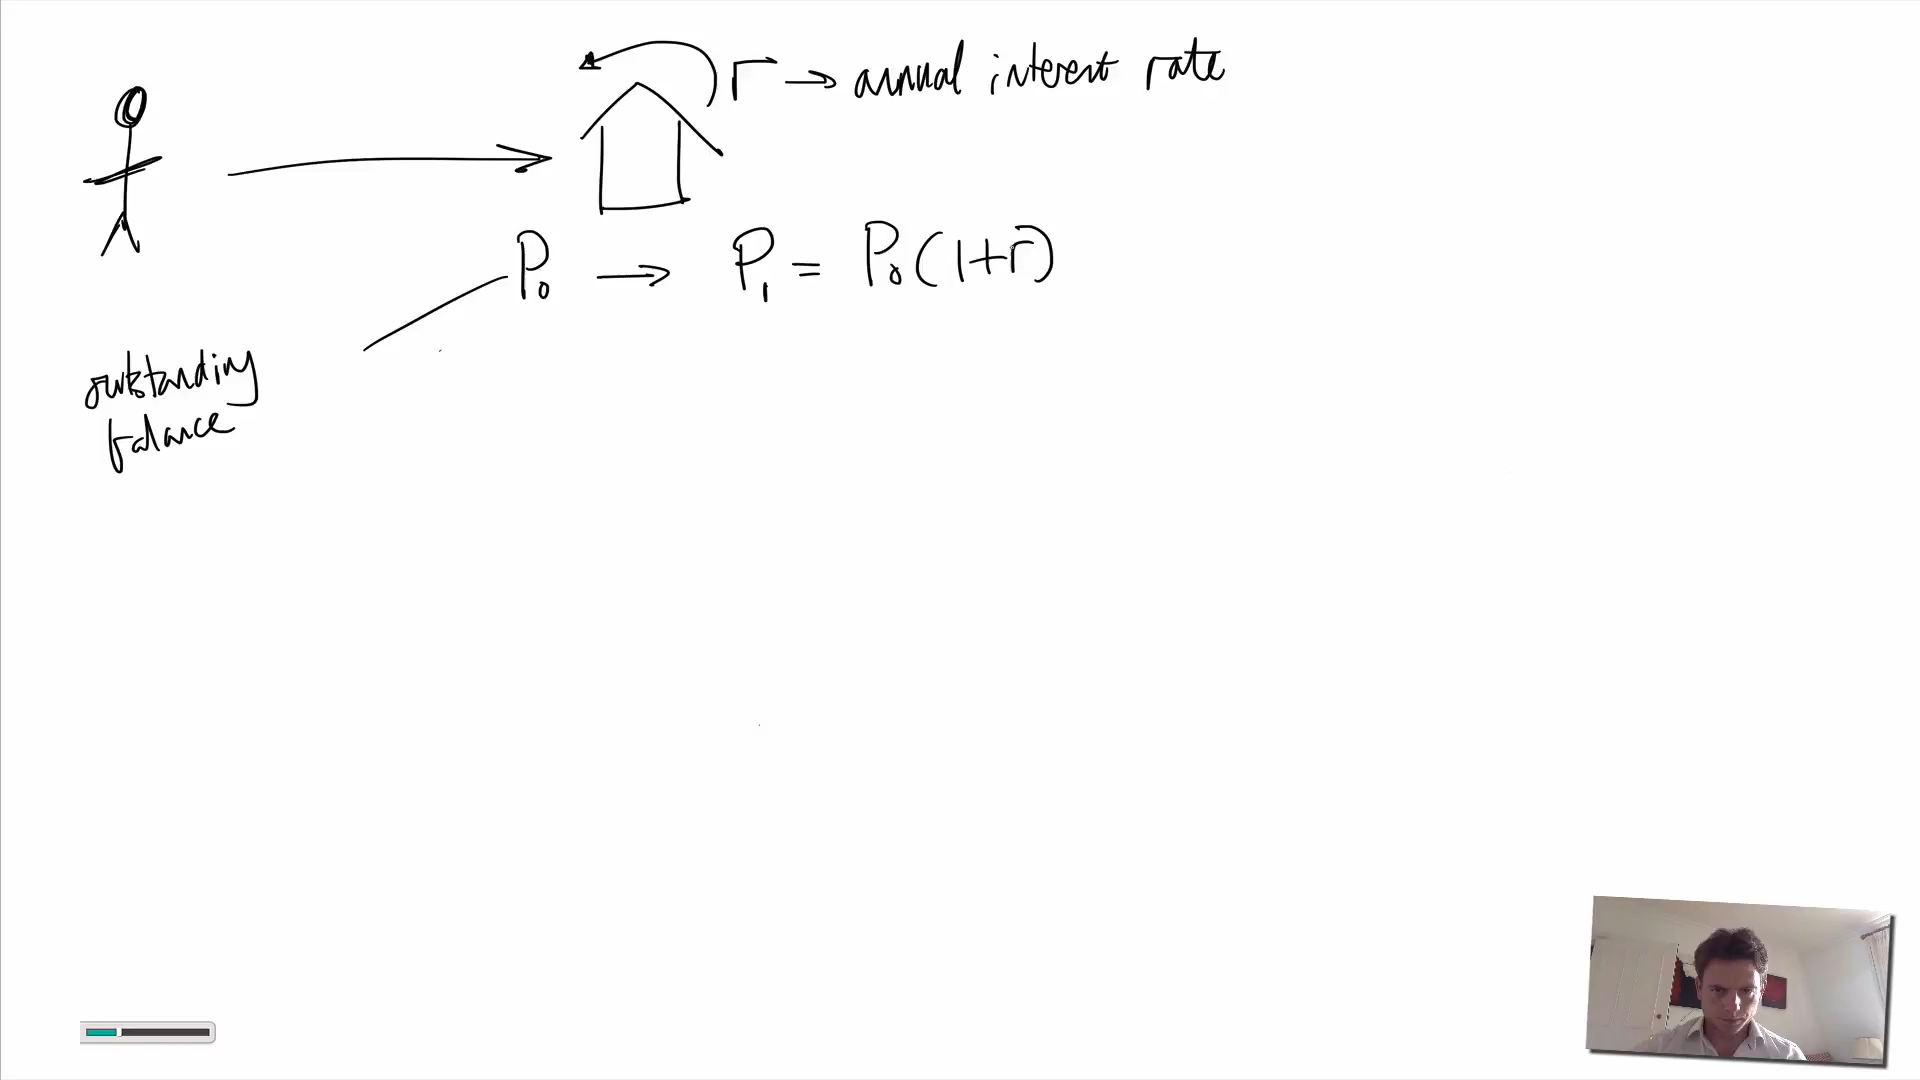 r → annual interest rate
P₀ → P₁ = P₀(1+r)
outstanding
balance